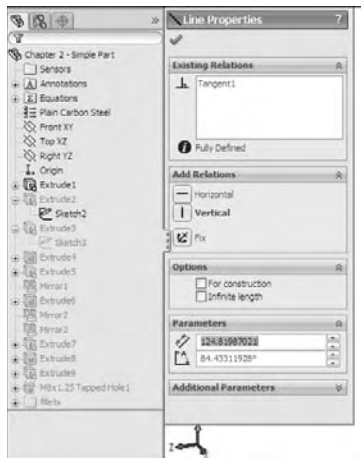 »
Chapter 2 - Simple Part
Sensors
Annotations
Equations
Plain Carbon Steel
Front XY
Top XZ
Right YZ
Origin
Extrude1
Extrude2
Sketch2
Extrude3
Sketch3
Extrude4
Extrude5
Mirror1
Extrude6
Mirror2
Mirror3
Extrude7
Extrude8
Extrude9
M8x1.25 Tapped Hole1
fillets
Line Properties ?
Existing Relations
Tangent1
Fully Defined
Add Relations
Horizontal
Vertical
Fix
Options
For construction
Infinite length
Parameters
124.81987021
84.43311928°
Additional Parameters
Z